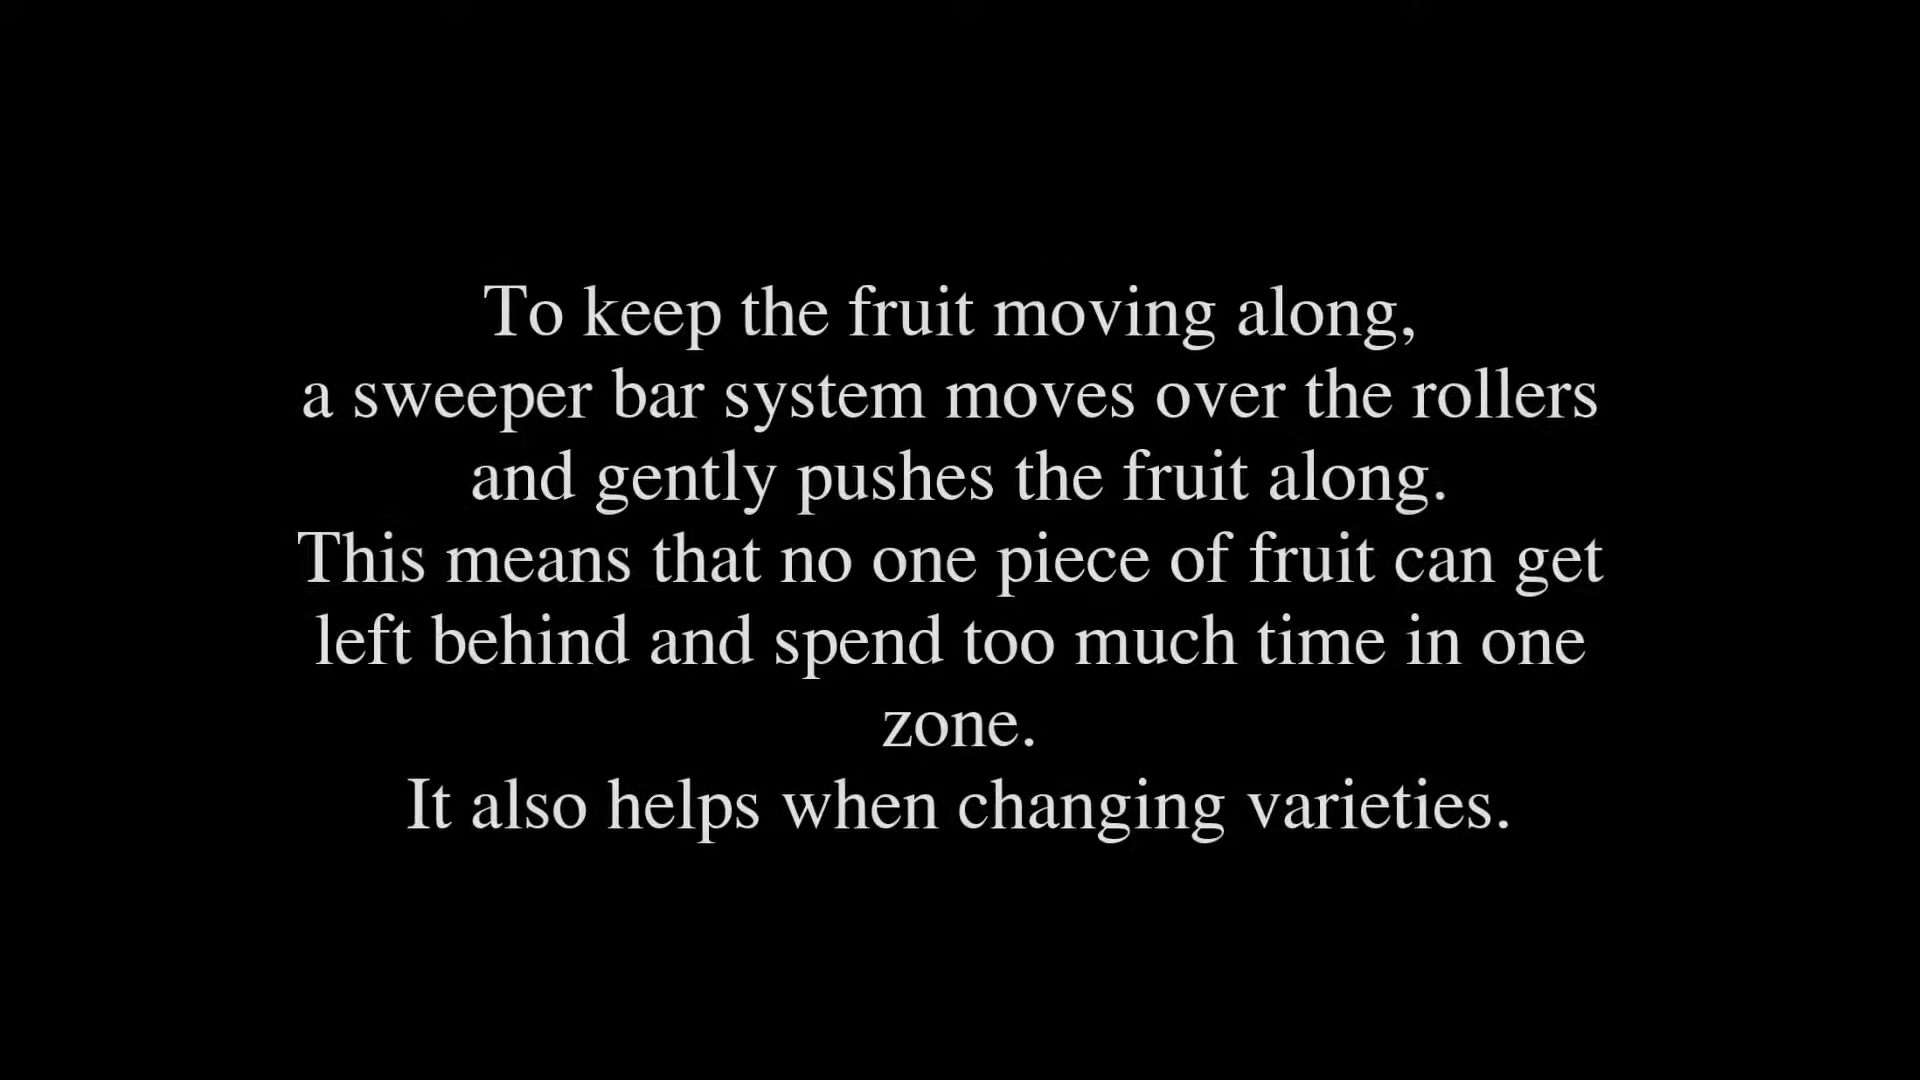 To keep the fruit moving along,
a sweeper bar system moves over the rollers
and gently pushes the fruit along.
This means that no one piece of fruit can get
left behind and spend too much time in one
zone.
It also helps when changing varieties.